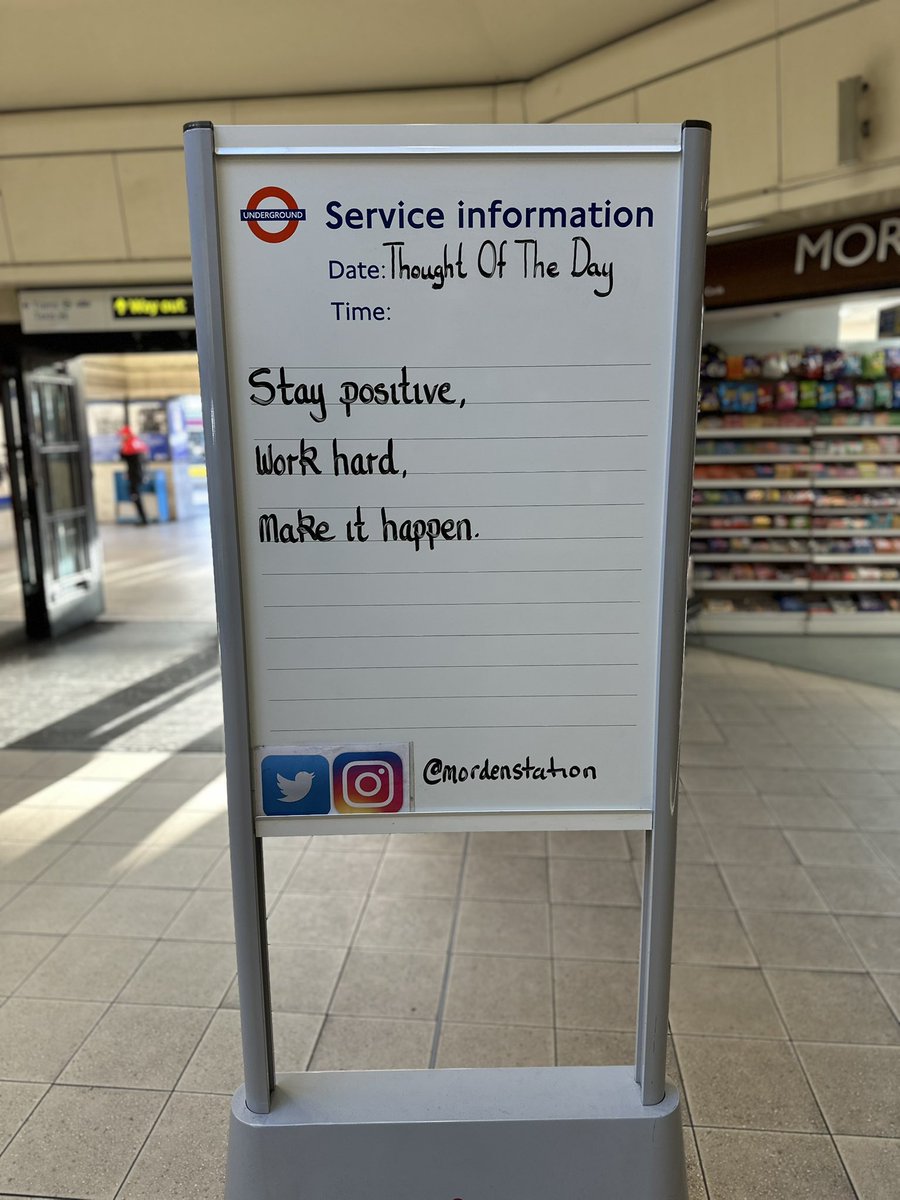 UNDERGROUND
Service information
Date: Thought Of The Day
Time:
Stay positive,
Work hard,
Make it happen.
@mordenstation
Way out
MOR